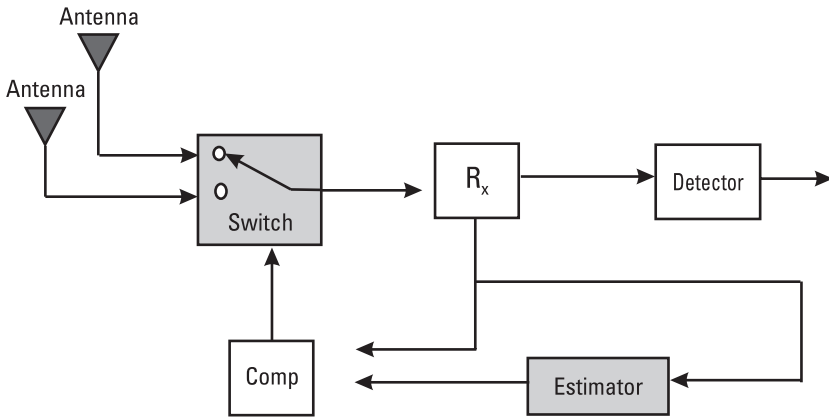 Antenna
Antenna
Switch
Rx
Detector
Comp
Estimator